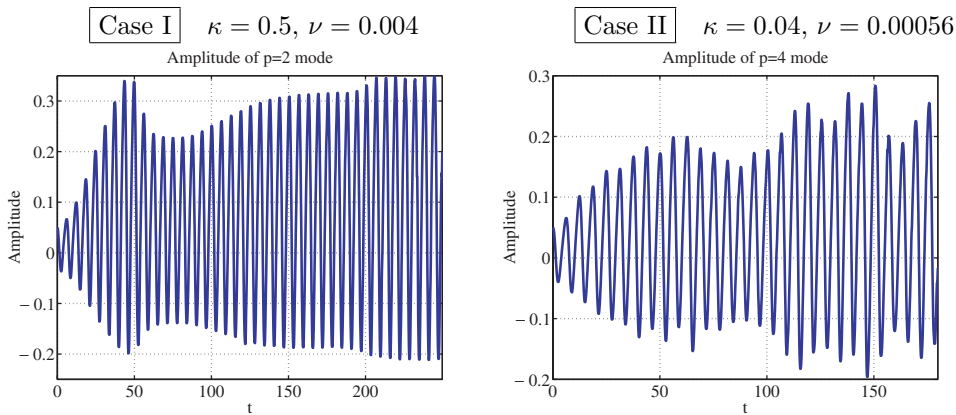 Case I κ = 0.5, ν = 0.004
Amplitude of p=2 mode
0.3
0.2
0.1
0
−0.1
−0.2
Amplitude
0 50 100 150 200
t
Case II κ = 0.04, ν = 0.00056
Amplitude of p=4 mode
0.3
0.2
0.1
0
−0.1
−0.2
Amplitude
0 50 100 150
t